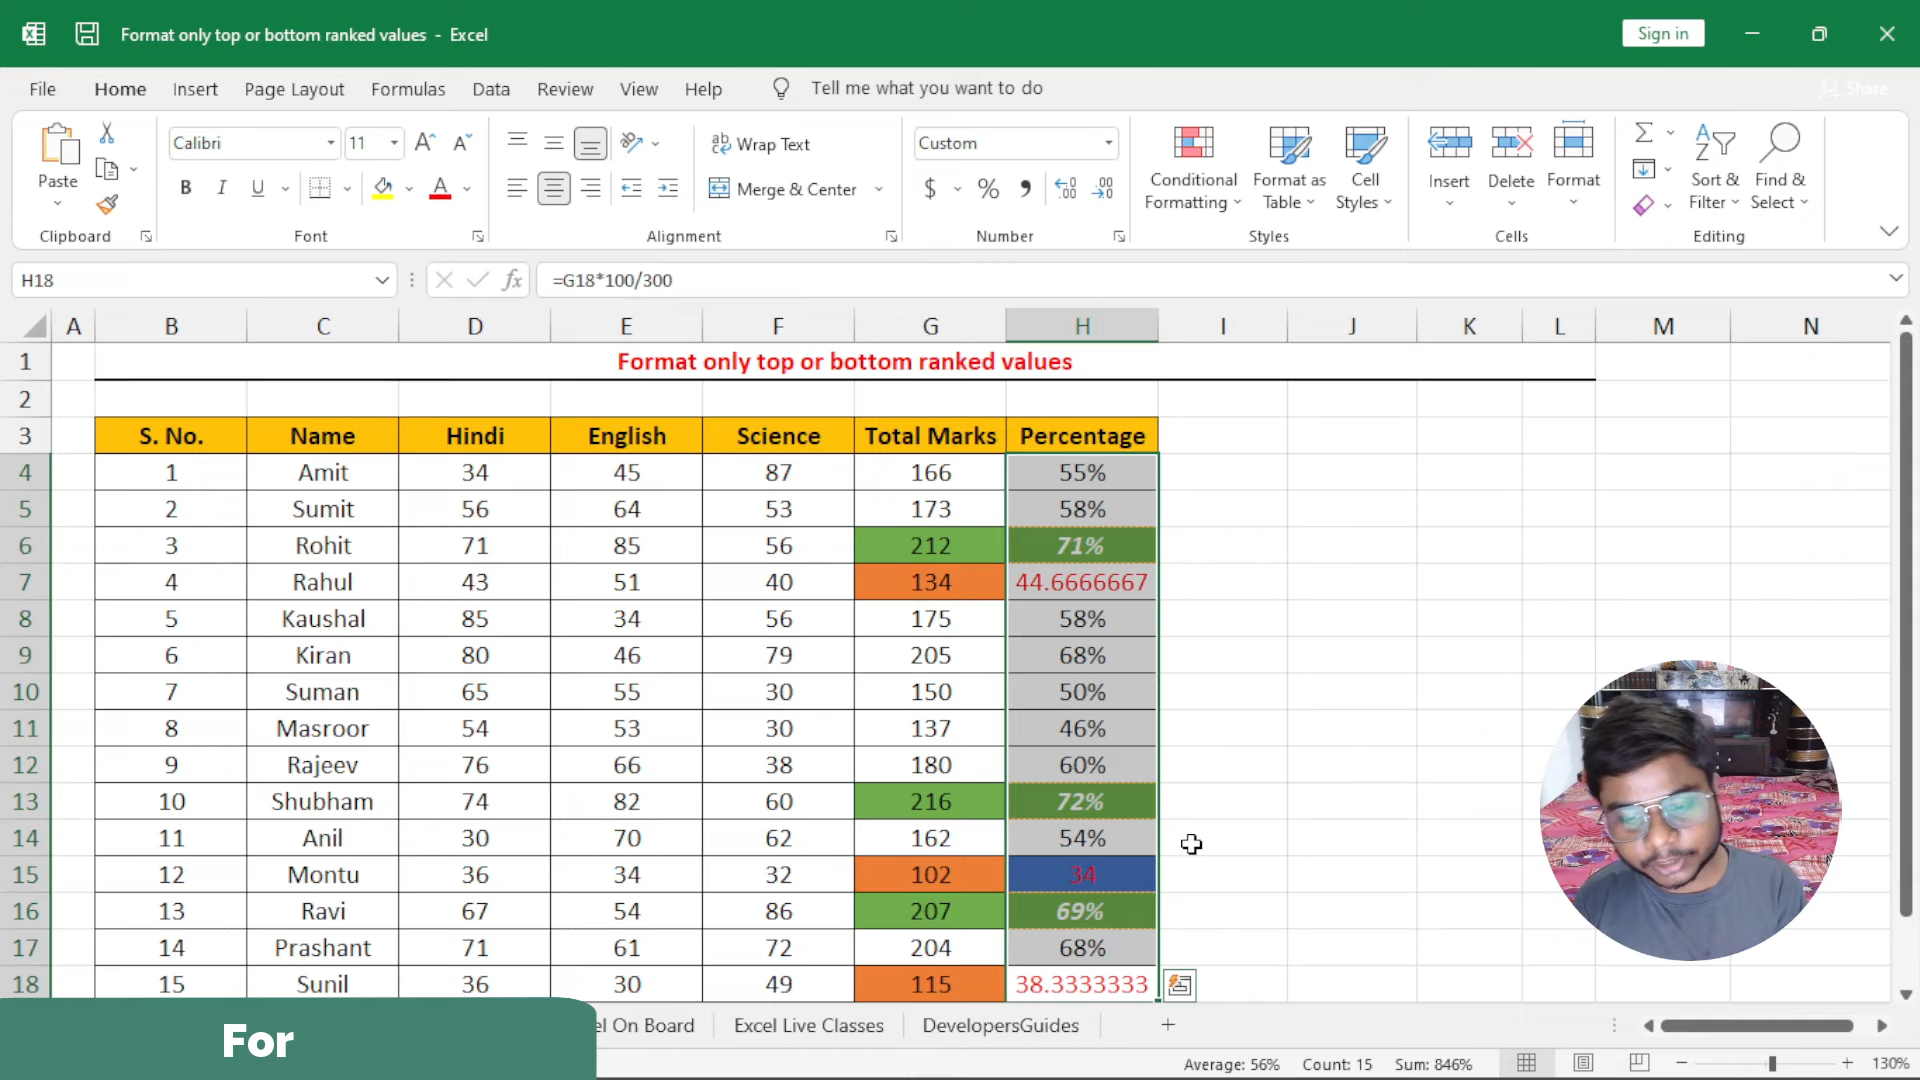 Format only top or bottom ranked values - Excel
Sign in
File Home Insert Page Layout Formulas Data Review View Help Tell me what you want to do Share
Paste
Clipboard
Calibri 11
B I U
Font
Wrap Text
Merge & Center
Alignment
Custom
$ % ,
Number
Conditional Formatting
Format as Table
Cell Styles
Styles
Insert
Delete
Format
Cells
Sort & Filter
Find & Select
Editing
H18 fx =G18*100/300
A B C D E F G H I J K L M N
1 Format only top or bottom ranked values
2
3 S. No. Name Hindi English Science Total Marks Percentage
4 1 Amit 34 45 87 166 55%
5 2 Sumit 56 64 53 173 58%
6 3 Rohit 71 85 56 212 71%
7 4 Rahul 43 51 40 134 44.6666667
8 5 Kaushal 85 34 56 175 58%
9 6 Kiran 80 46 79 205 68%
10 7 Suman 65 55 30 150 50%
11 8 Masroor 54 53 30 137 46%
12 9 Rajeev 76 66 38 180 60%
13 10 Shubham 74 82 60 216 72%
14 11 Anil 30 70 62 162 54%
15 12 Montu 36 34 32 102 34
16 13 Ravi 67 54 86 207 69%
17 14 Prashant 71 61 72 204 68%
18 15 Sunil 36 30 49 115 38.3333333
For
el On Board Excel Live Classes DevelopersGuides
Average: 56% Count: 15 Sum: 846% 130%